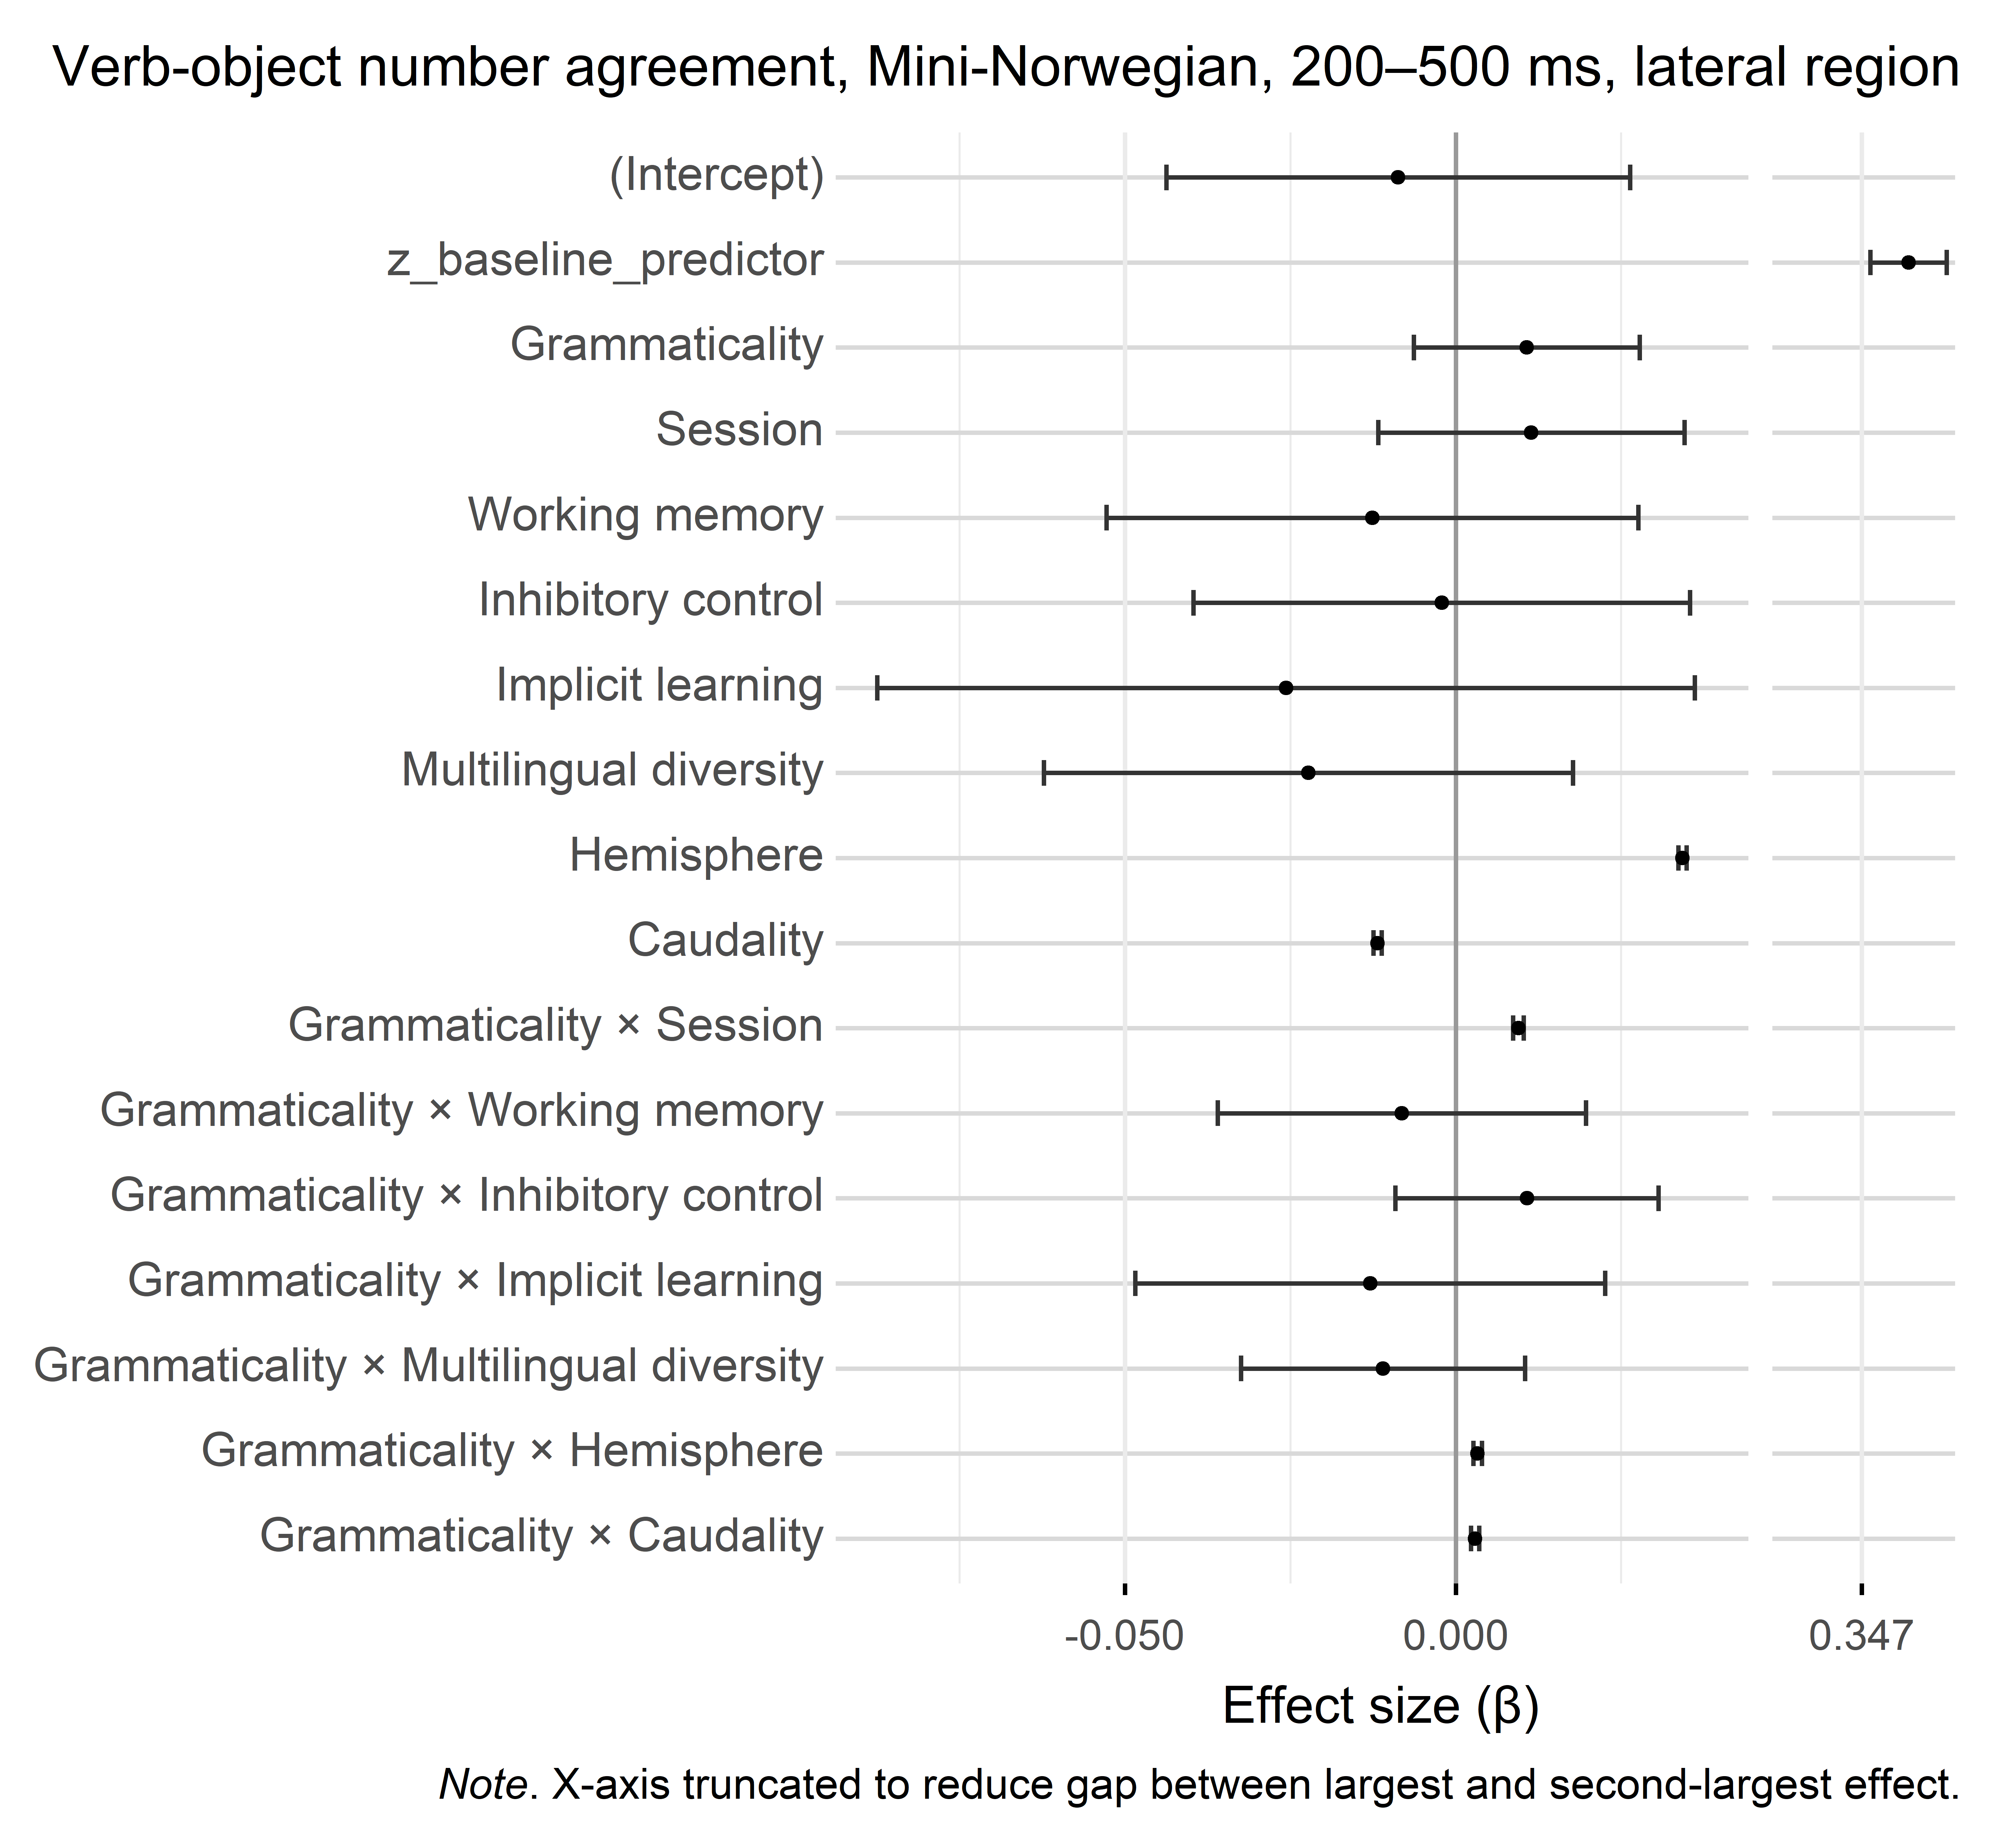 Verb-object number agreement, Mini-Norwegian, 200–500 ms, lateral region
(Intercept)
z_baseline_predictor
Grammaticality
Session
Working memory
Inhibitory control
Implicit learning
Multilingual diversity
Hemisphere
Caudality
Grammaticality × Session
Grammaticality × Working memory
Grammaticality × Inhibitory control
Grammaticality × Implicit learning
Grammaticality × Multilingual diversity
Grammaticality × Hemisphere
Grammaticality × Caudality
-0.050 0.000 0.347
Effect size (β)
Note. X-axis truncated to reduce gap between largest and second-largest effect.